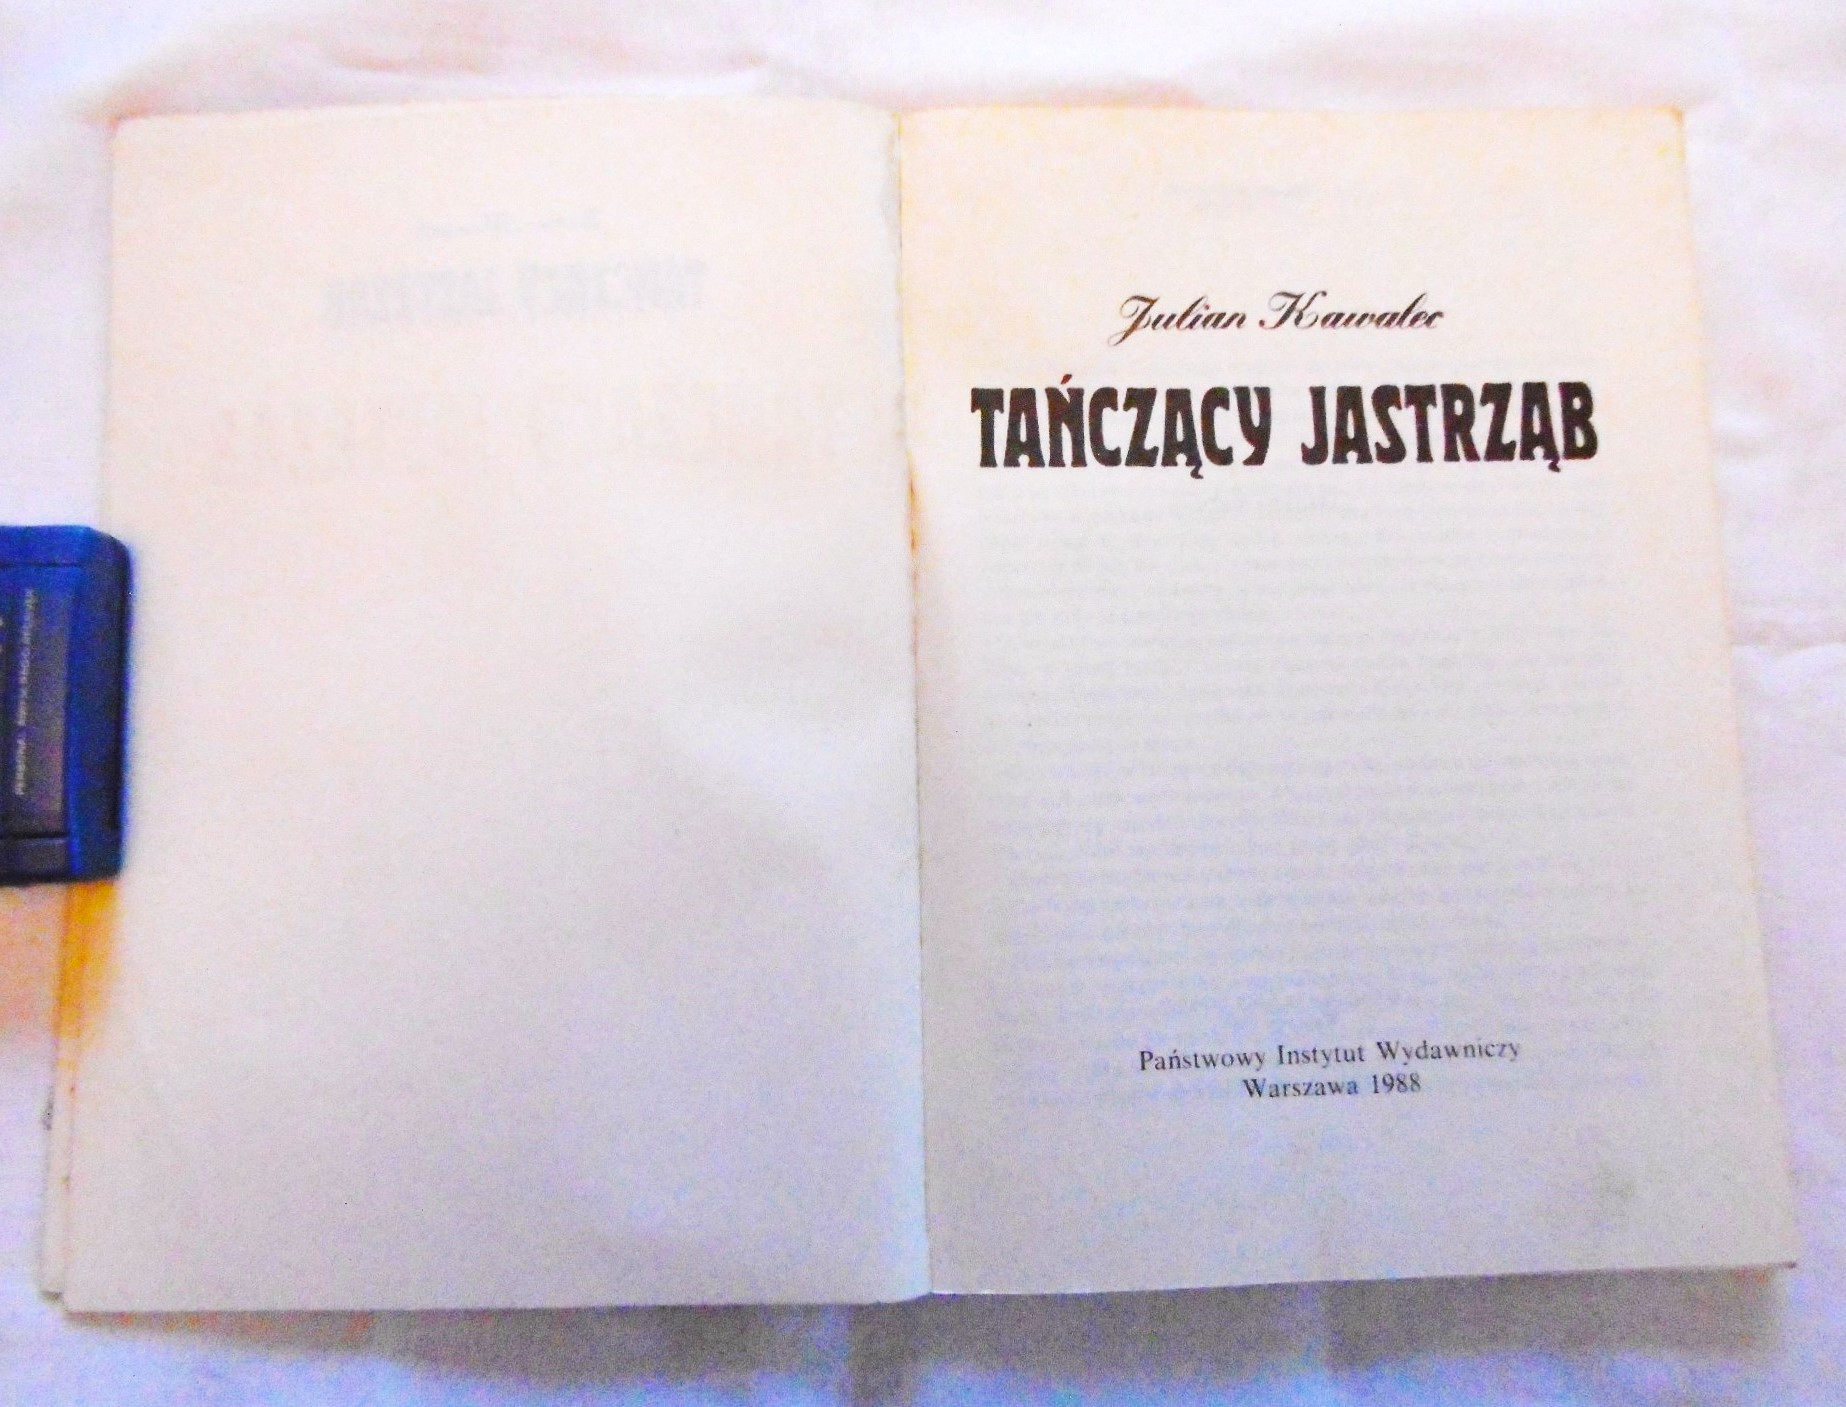 Julian Kawalec
TAŃCZĄCY JASTRZĄB
Państwowy Instytut Wydawniczy
Warszawa 1988